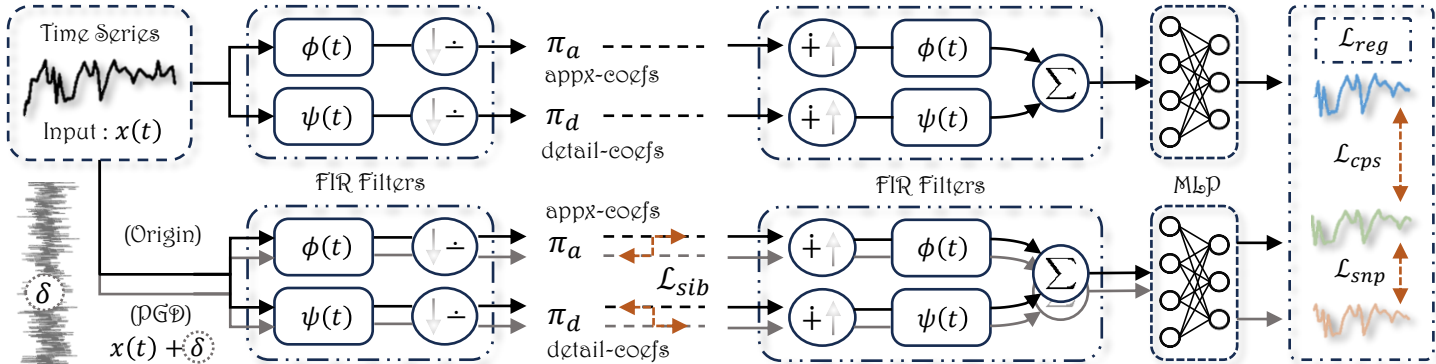 Time Series
Input : x(t)
ϕ(t)
↓ ÷
π_a
appx-coefs
∔ ↑
ϕ(t)
ψ(t)
↓ ÷
π_d
detail-coefs
∔ ↑
ψ(t)
Σ
FIR Filters
FIR Filters
MLP
ℒ_reg
ℒ_cps
ℒ_snp
(Origin)
δ
(PGD)
x(t) + δ
appx-coefs
ϕ(t)
↓ ÷
π_a
ℒ_sib
∔ ↑
ϕ(t)
ψ(t)
↓ ÷
π_d
detail-coefs
∔ ↑
ψ(t)
Σ